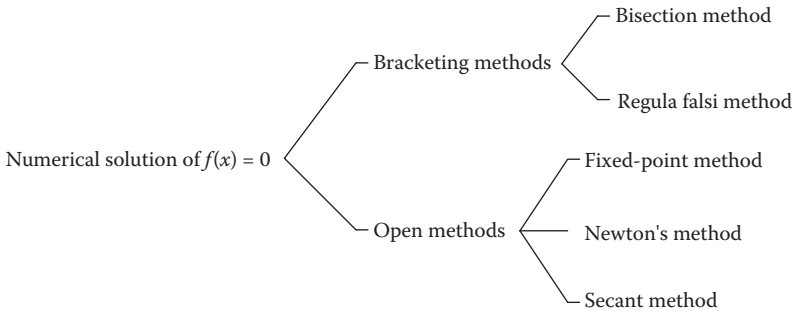 Bisection method
Bracketing methods
Regula falsi method
Numerical solution of f(x) = 0
Fixed-point method
Open methods
Newton's method
Secant method